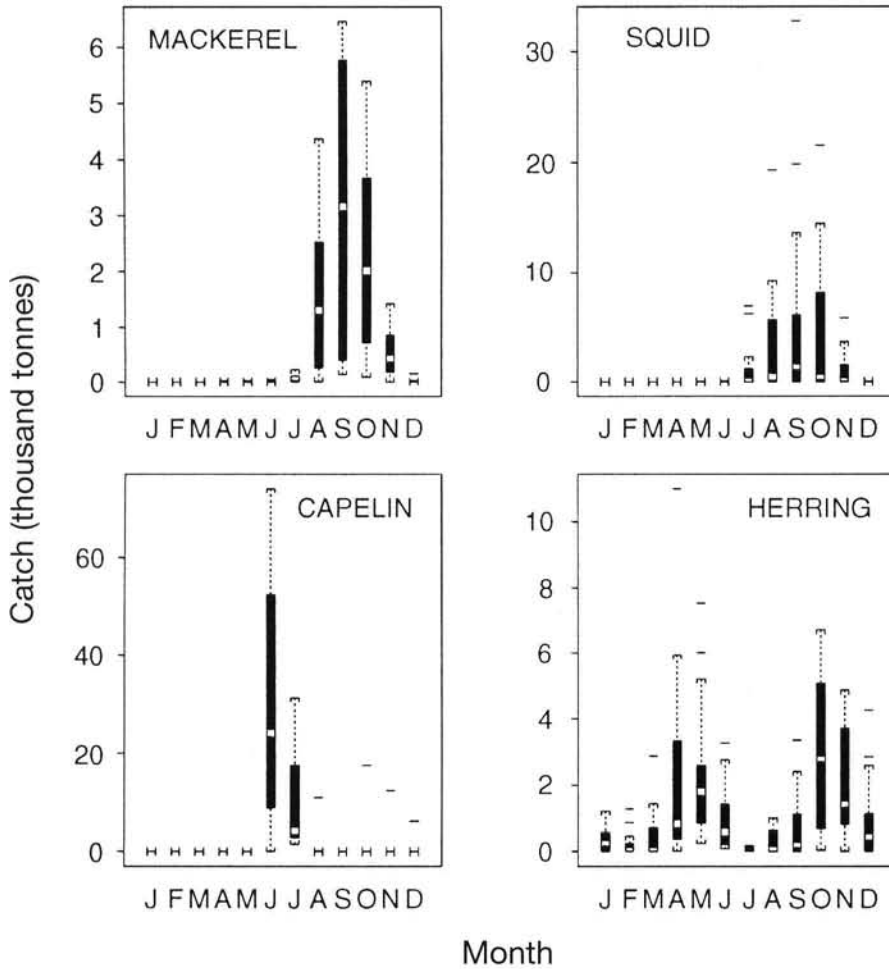 Catch (thousand tonnes)
MACKEREL
6
5
4
3
2
1
0
J F M A M J J A S O N D
SQUID
30
20
10
0
J F M A M J J A S O N D
CAPELIN
60
40
20
0
J F M A M J J A S O N D
HERRING
10
8
6
4
2
0
J F M A M J J A S O N D
Month